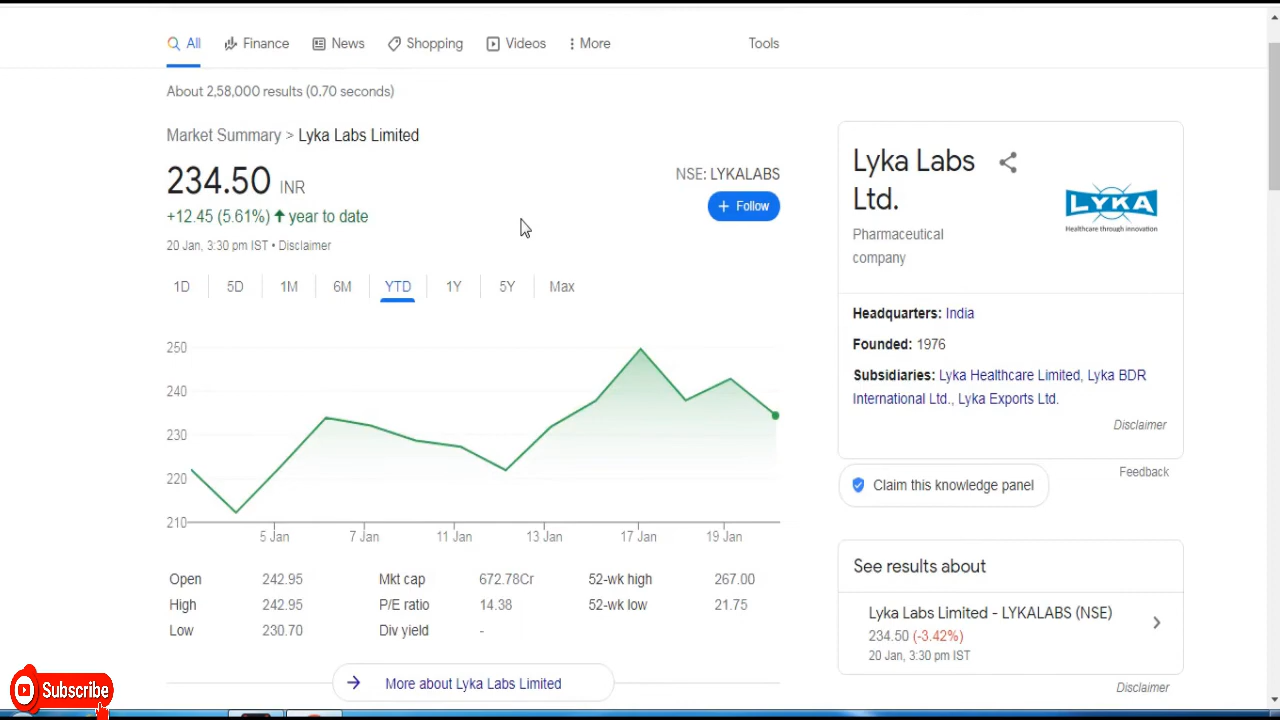 All
Finance
News
Shopping
Videos
More
Tools
About 2,58,000 results (0.70 seconds)
Market Summary > Lyka Labs Limited
234.50 INR
+12.45 (5.61%) year to date
20 Jan, 3:30 pm IST • Disclaimer
NSE: LYKALABS
+ Follow
1D 5D 1M 6M YTD 1Y 5Y Max
250
240
230
220
210
5 Jan 7 Jan 11 Jan 13 Jan 17 Jan 19 Jan
Open 242.95 Mkt cap 672.78Cr 52-wk high 267.00
High 242.95 P/E ratio 14.38 52-wk low 21.75
Low 230.70 Div yield -
More about Lyka Labs Limited
Lyka Labs
Ltd.
Pharmaceutical
company
LYKA
Healthcare through innovation
Headquarters: India
Founded: 1976
Subsidiaries: Lyka Healthcare Limited, Lyka BDR
International Ltd., Lyka Exports Ltd.
Disclaimer
Feedback
Claim this knowledge panel
See results about
Lyka Labs Limited - LYKALABS (NSE)
234.50 (-3.42%)
20 Jan, 3:30 pm IST
Disclaimer
Subscribe